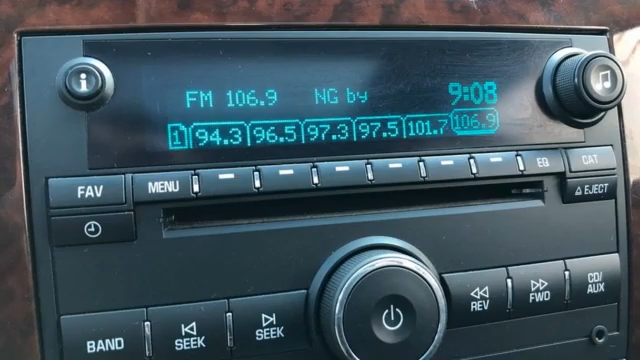 FM 106.9 NG by 9:08
1 94.3 96.5 97.3 97.5 101.7 106.9
FAV MENU EQ CAT
EJECT
BAND SEEK SEEK REV FWD CD/
AUX